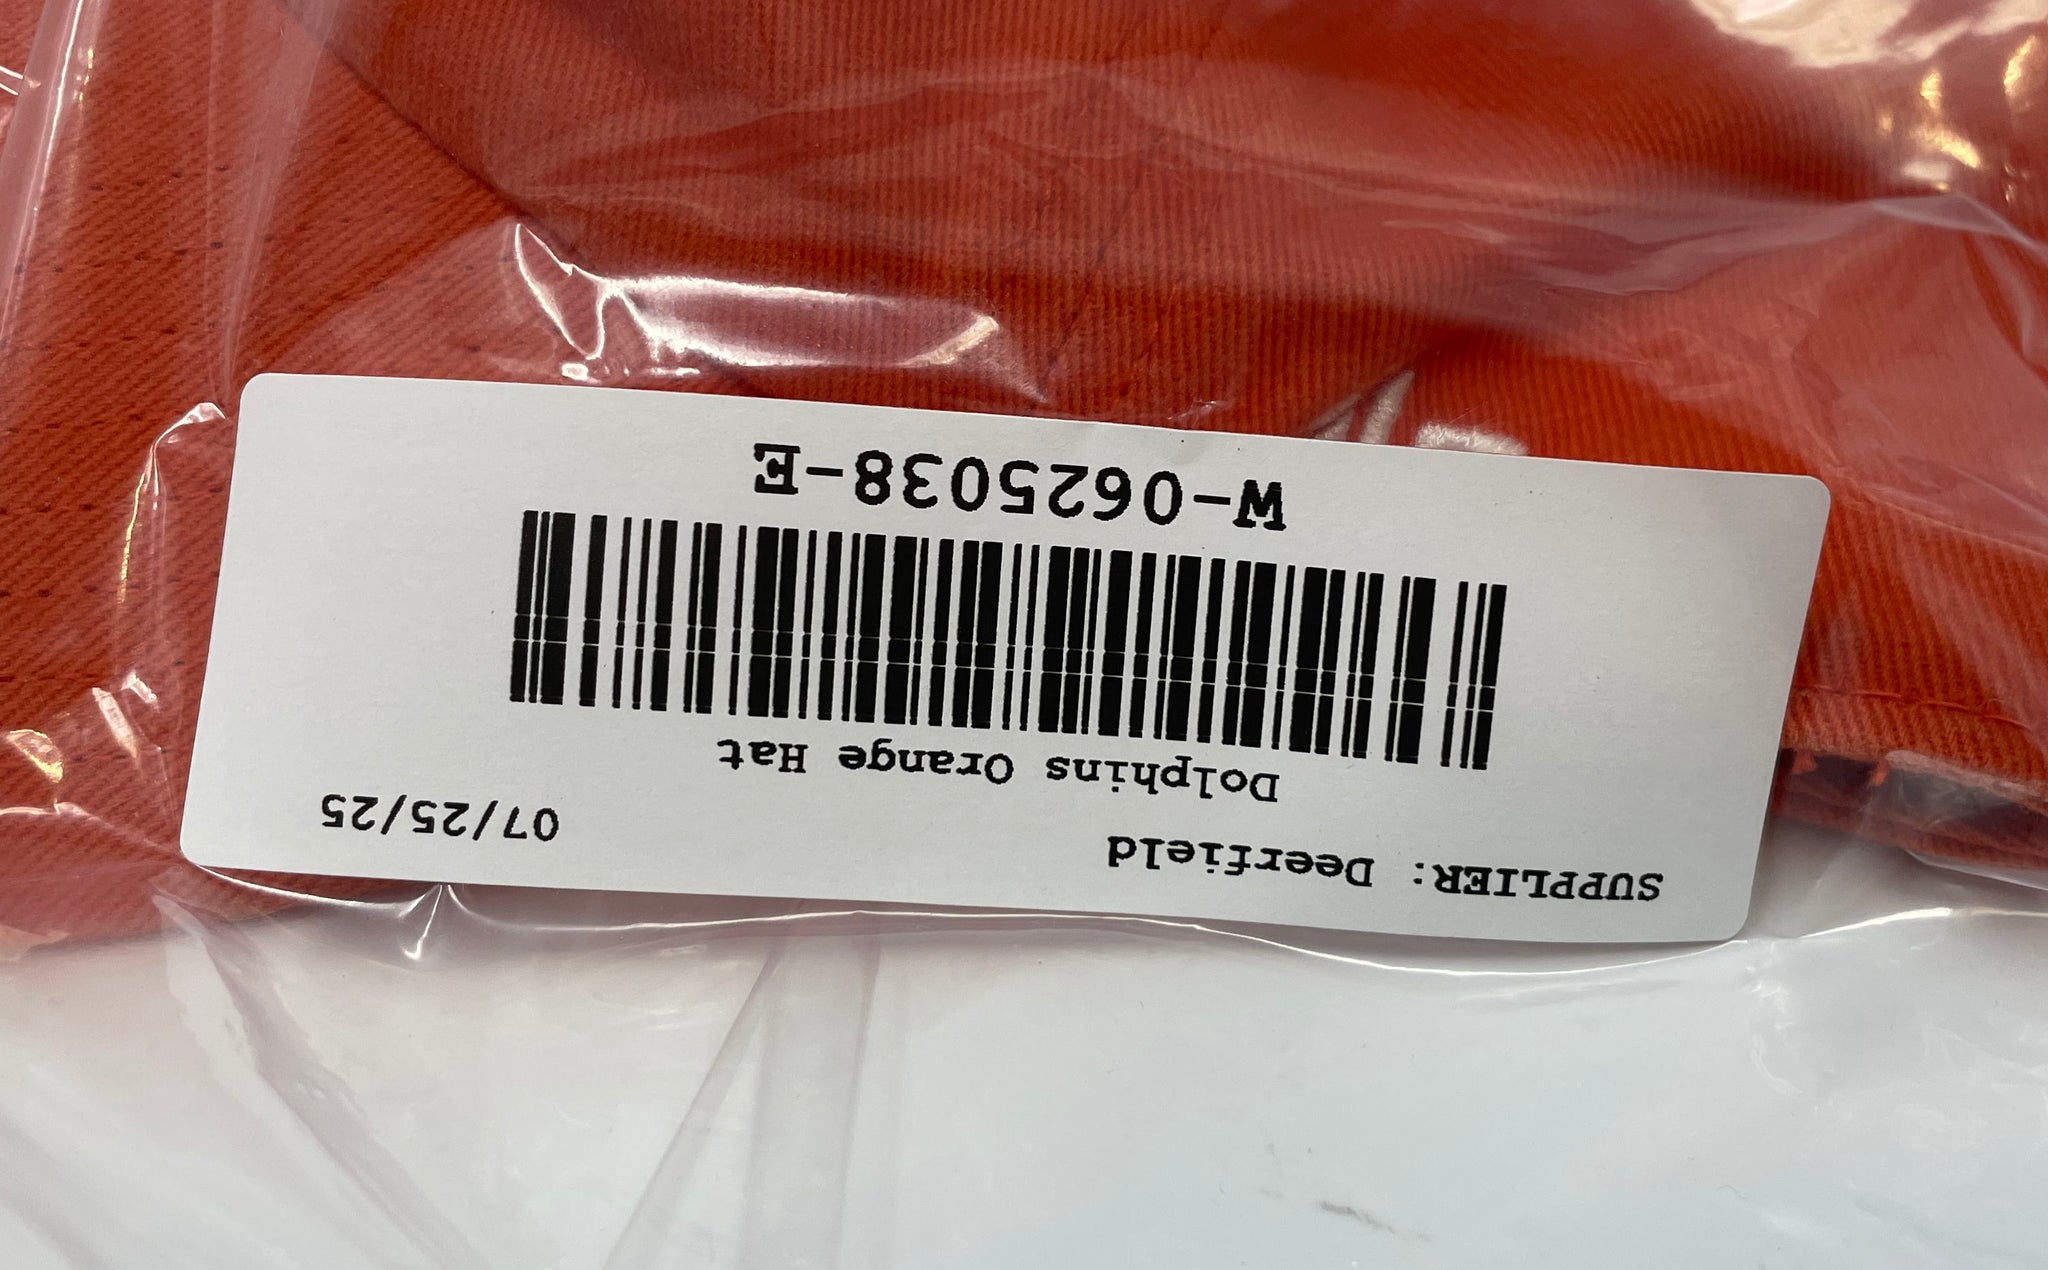 SUPPLIER: Deerfield 07/25/25
Dolphins Orange Hat
W-0625038-E